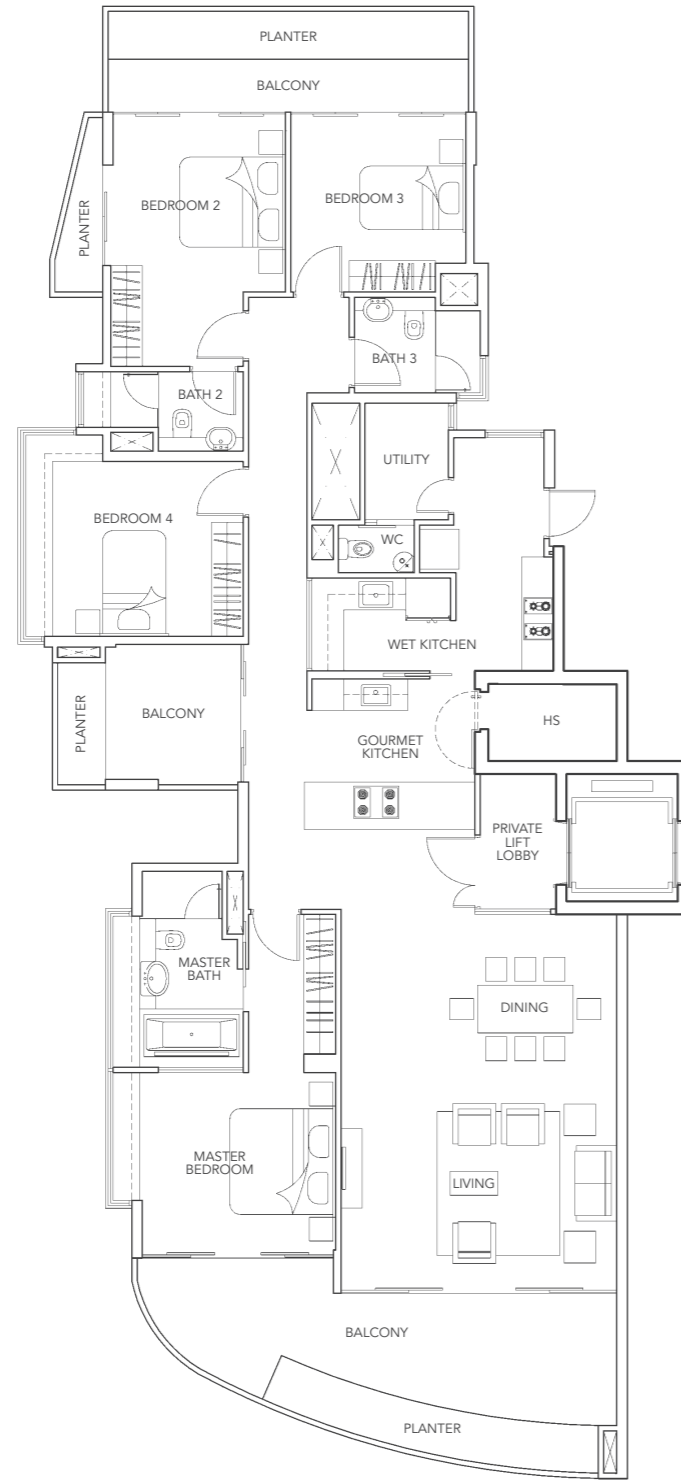 PLANTER
BALCONY
BEDROOM 2
BEDROOM 3
PLANTER
BATH 3
BATH 2
UTILITY
BEDROOM 4
WC
WET KITCHEN
BALCONY
PLANTER
HS
GOURMET
KITCHEN
PRIVATE
LIFT
LOBBY
MASTER
BATH
DINING
MASTER
BEDROOM
LIVING
BALCONY
PLANTER